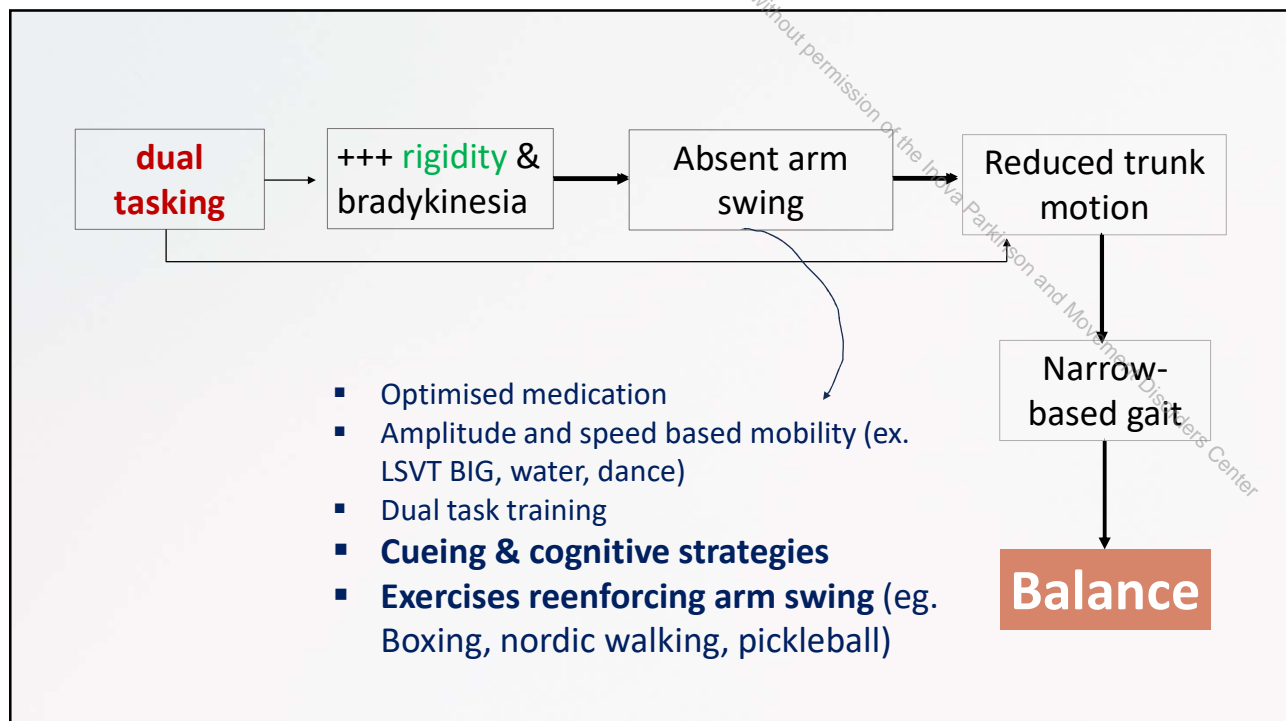 without permission of the Inova Parkinson and Movement Disorders Center
dual
tasking
+++ rigidity &
bradykinesia
Absent arm
swing
Reduced trunk
motion
Narrow-
based gait
Balance
▪ Optimised medication
▪ Amplitude and speed based mobility (ex.
LSVT BIG, water, dance)
▪ Dual task training
▪ Cueing & cognitive strategies
▪ Exercises reenforcing arm swing (eg.
Boxing, nordic walking, pickleball)